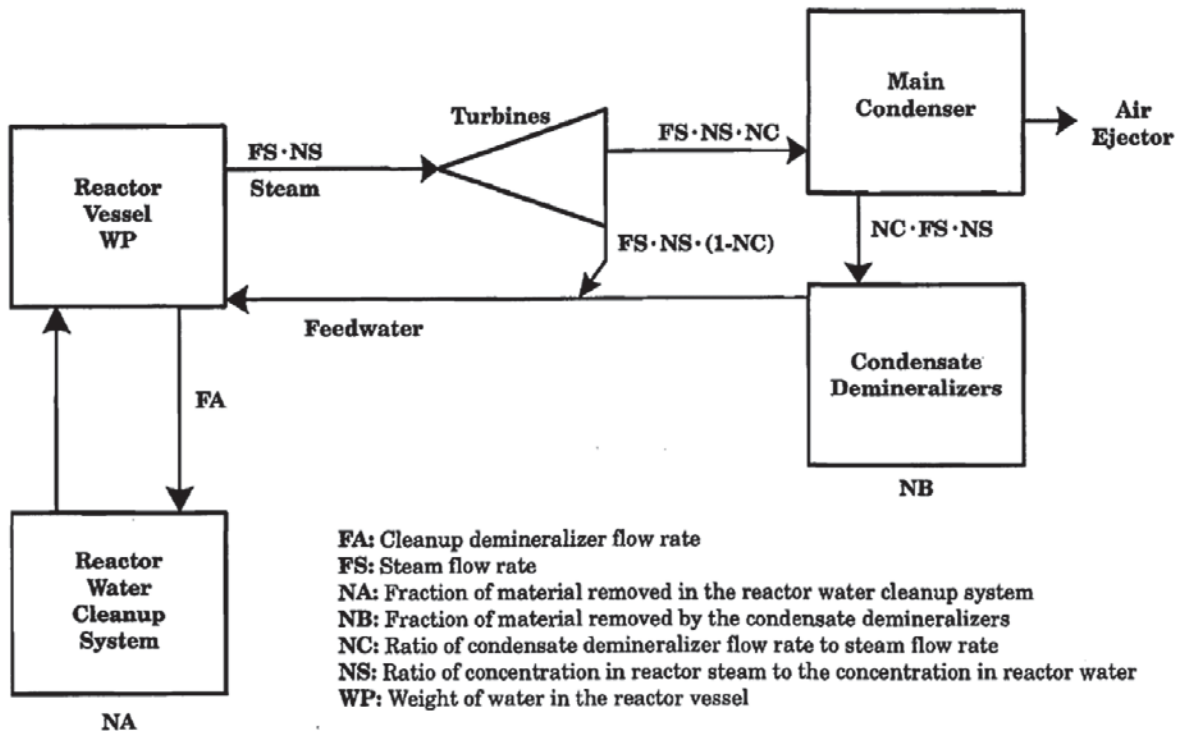 Main
Condenser
Air
Ejector
Turbines
FS·NS·NC
FS·NS
Steam
Reactor
Vessel
WP
FS·NS·(1-NC)
NC·FS·NS
Feedwater
Condensate
Demineralizers
FA
NB
Reactor
Water
Cleanup
System
NA
FA: Cleanup demineralizer flow rate
FS: Steam flow rate
NA: Fraction of material removed in the reactor water cleanup system
NB: Fraction of material removed by the condensate demineralizers
NC: Ratio of condensate demineralizer flow rate to steam flow rate
NS: Ratio of concentration in reactor steam to the concentration in reactor water
WP: Weight of water in the reactor vessel